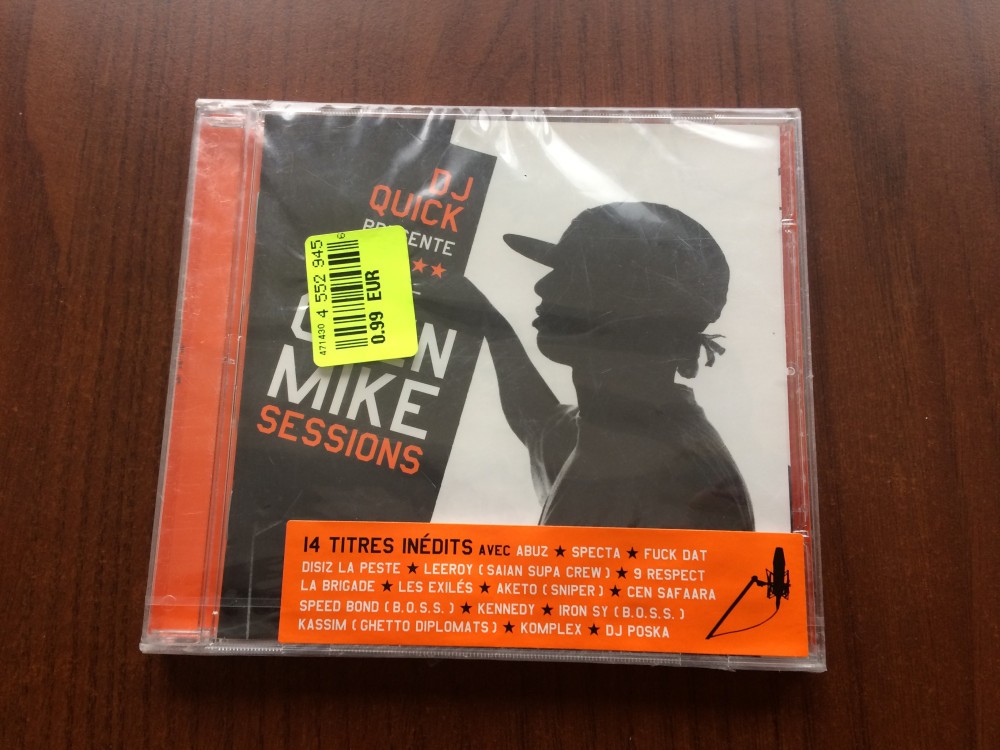 DJ
QUICK
MIKE
SESSIONS
471430 4 552 945 6
0.99 EUR
14 TITRES INÉDITS AVEC ABUZ ★ SPECTA ★ FUCK DAT
DISIZ LA PESTE ★ LEEROY (SAIAN SUPA CREW) ★ 9 RESPECT
LA BRIGADE ★ LES EXILÉS ★ AKETO (SNIPER) ★ CEN SAFAARA
SPEED BOND (B.O.S.S.) ★ KENNEDY ★ IRON SY (B.O.S.S.)
KASSIM (GHETTO DIPLOMATS) ★ KOMPLEX ★ DJ POSKA